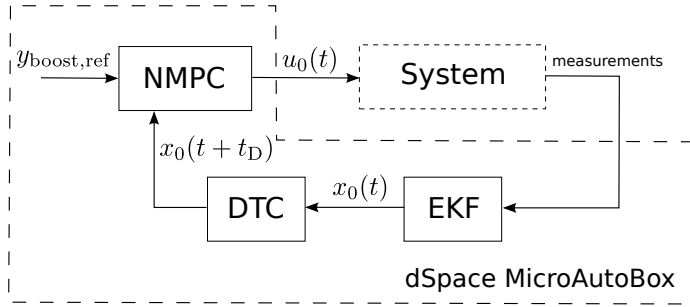 y_boost,ref
NMPC
u_0(t)
System
measurements
x_0(t + t_D)
DTC
x_0(t)
EKF
dSpace MicroAutoBox